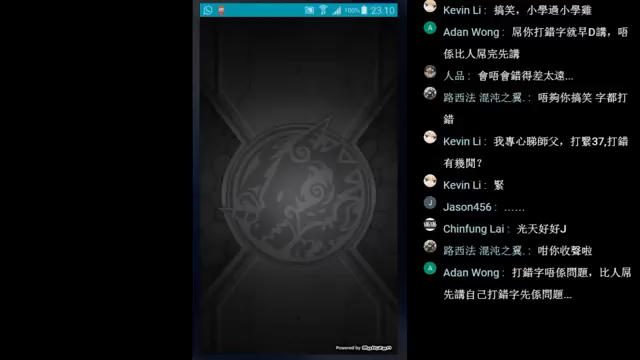 100% 23:10
Kevin Li : 搞笑，小學過小學雞
Adan Wong : 屌你打錯字就早D講，唔
係比人屌完先講
人品 : 會唔會錯得差太遠...
路西法 混沌之翼. : 唔夠你搞笑 字都打
錯
Kevin Li : 我專心睇師父，打繄37,打錯
有幾閒?
Kevin Li : 緊
Jason456 : ……
Chinfung Lai : 光天好好J
路西法 混沌之翼. : 咁你收聲啦
Adan Wong : 打錯字唔係問題，比人屌
先講自己打錯字先係問題...
Powered by